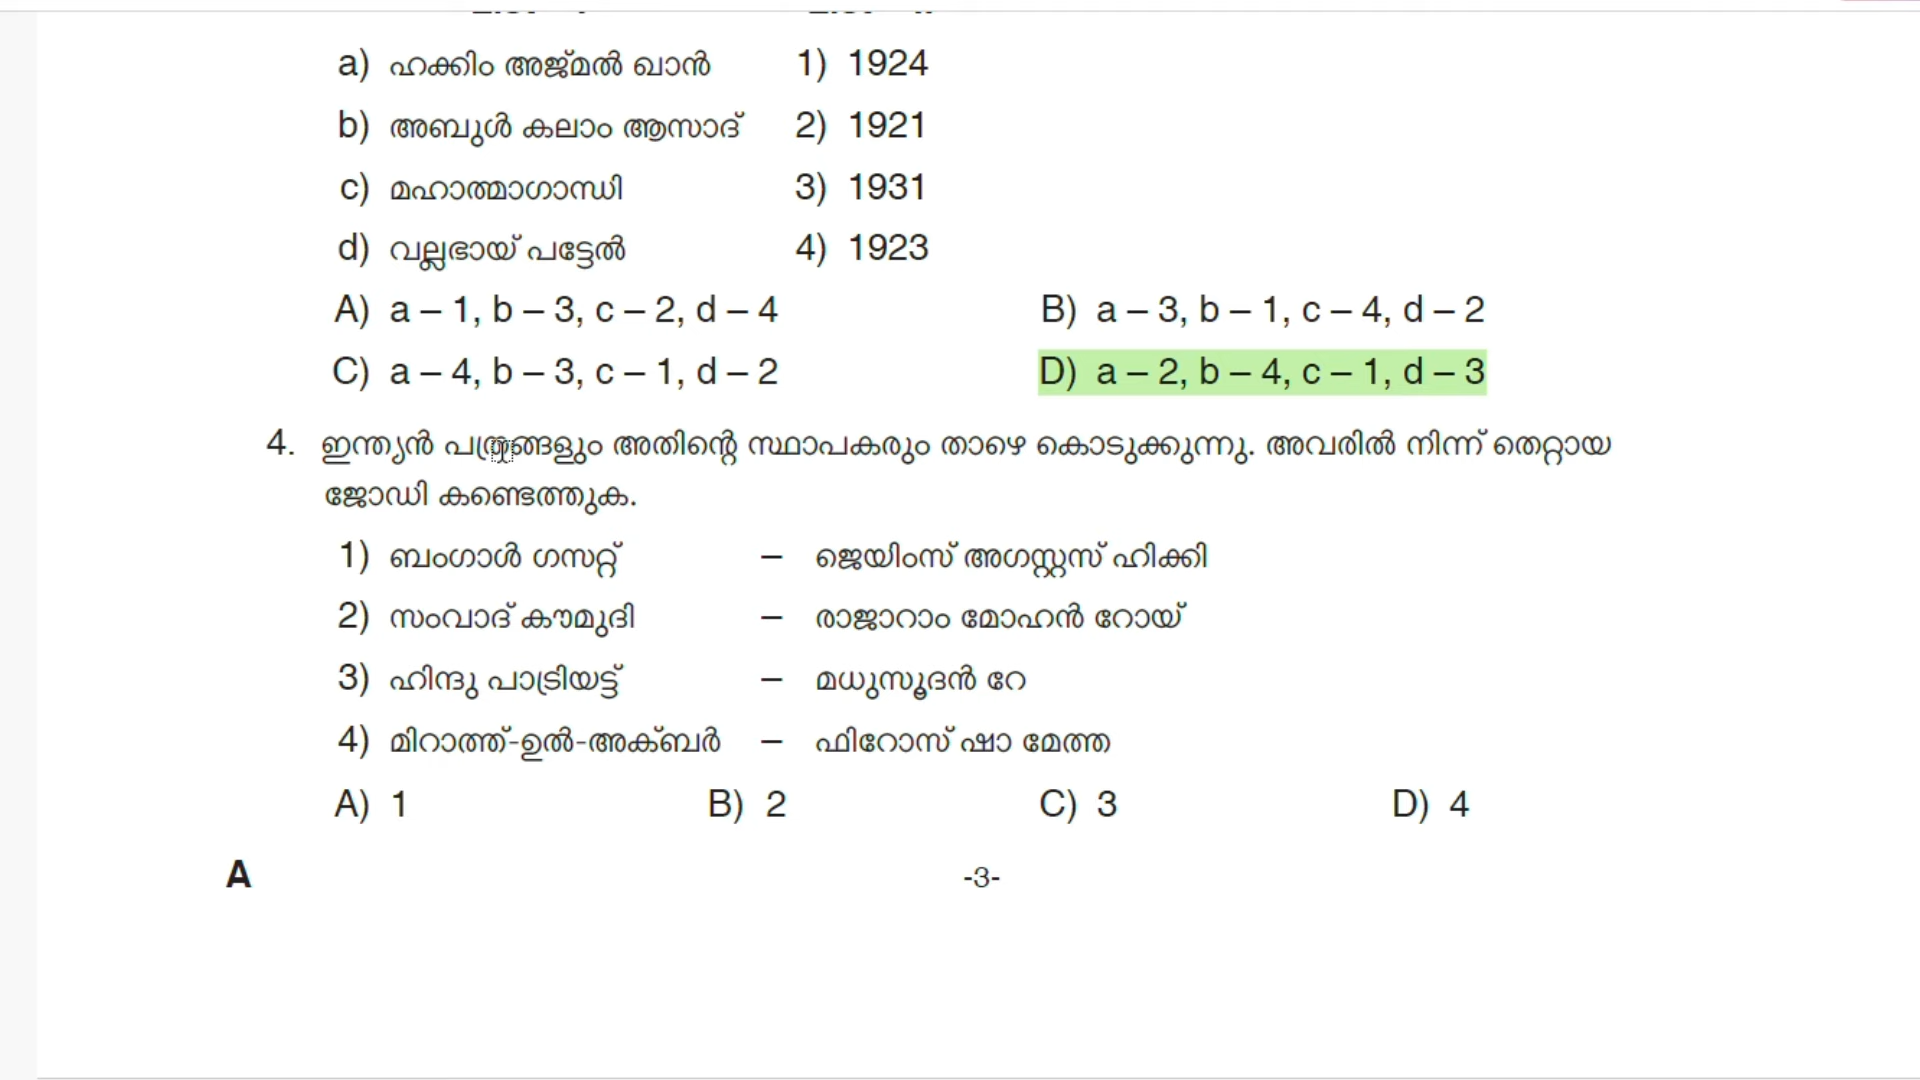 a) ഹക്കിം അജ്മൽ ഖാൻ 1) 1924
b) അബുൾ കലാം ആസാദ് 2) 1921
c) മഹാത്മാഗാന്ധി 3) 1931
d) വല്ലഭായ് പട്ടേൽ 4) 1923
A) a – 1, b – 3, c – 2, d – 4 B) a – 3, b – 1, c – 4, d – 2
C) a – 4, b – 3, c – 1, d – 2 D) a – 2, b – 4, c – 1, d – 3
4. ഇന്ത്യൻ പത്രങ്ങളും അതിന്റെ സ്ഥാപകരും താഴെ കൊടുക്കുന്നു. അവരിൽ നിന്ന് തെറ്റായ
ജോഡി കണ്ടെത്തുക.
1) ബംഗാൾ ഗസറ്റ് – ജെയിംസ് അഗസ്റ്റസ് ഹിക്കി
2) സംവാദ് കൗമുദി – രാജാറാം മോഹൻ റോയ്
3) ഹിന്ദു പാട്രിയട്ട് – മധുസൂദൻ റേ
4) മിറാത്ത്-ഉൽ-അക്ബർ – ഫിറോസ് ഷാ മേത്ത
A) 1 B) 2 C) 3 D) 4
A -3-